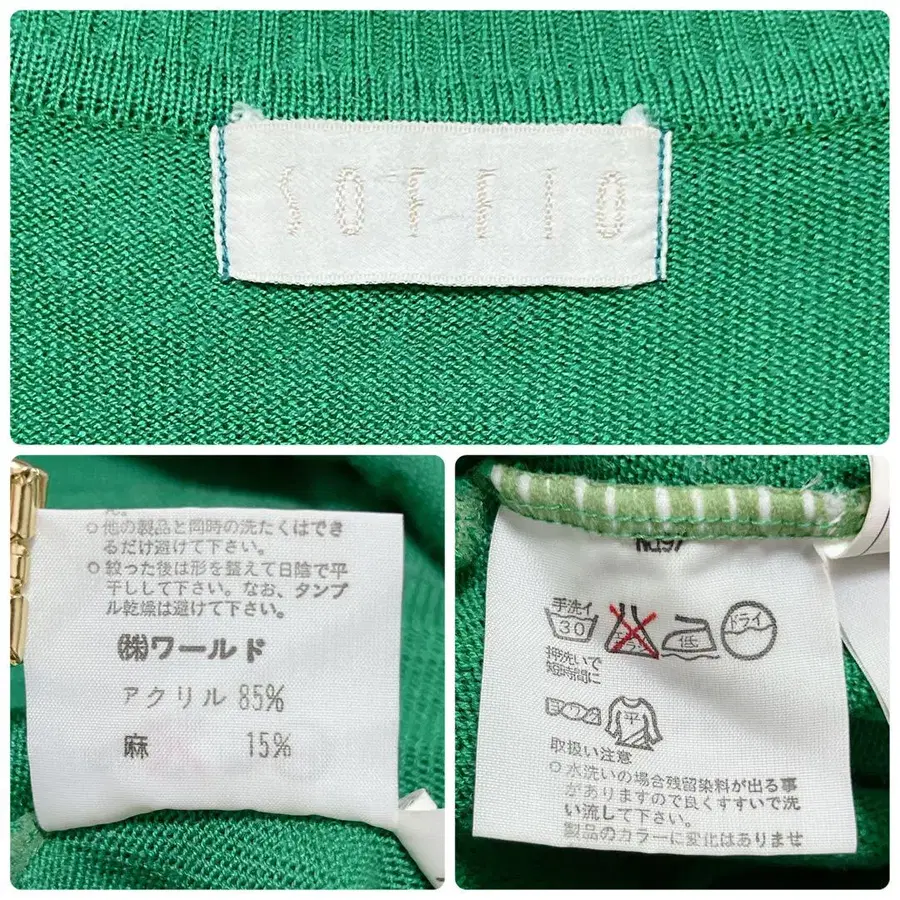 SOFFIO
ん。
○他の製品と同時の洗たくはでき
るだけ避けて下さい。
○絞った後は形を整えて日陰で平
干しして下さい。なお、タンブ
ル乾燥は避けて下さい。
㈱ワールド
アクリル 85%
麻 15%
No.97
手洗イ
30
低
ドライ
押洗いで
短時間に
平
取扱い注意
○水洗いの場合残留染料が出る事
がありますので良くすすいで洗
い流して下さい。
製品のカラーに変化はありませ